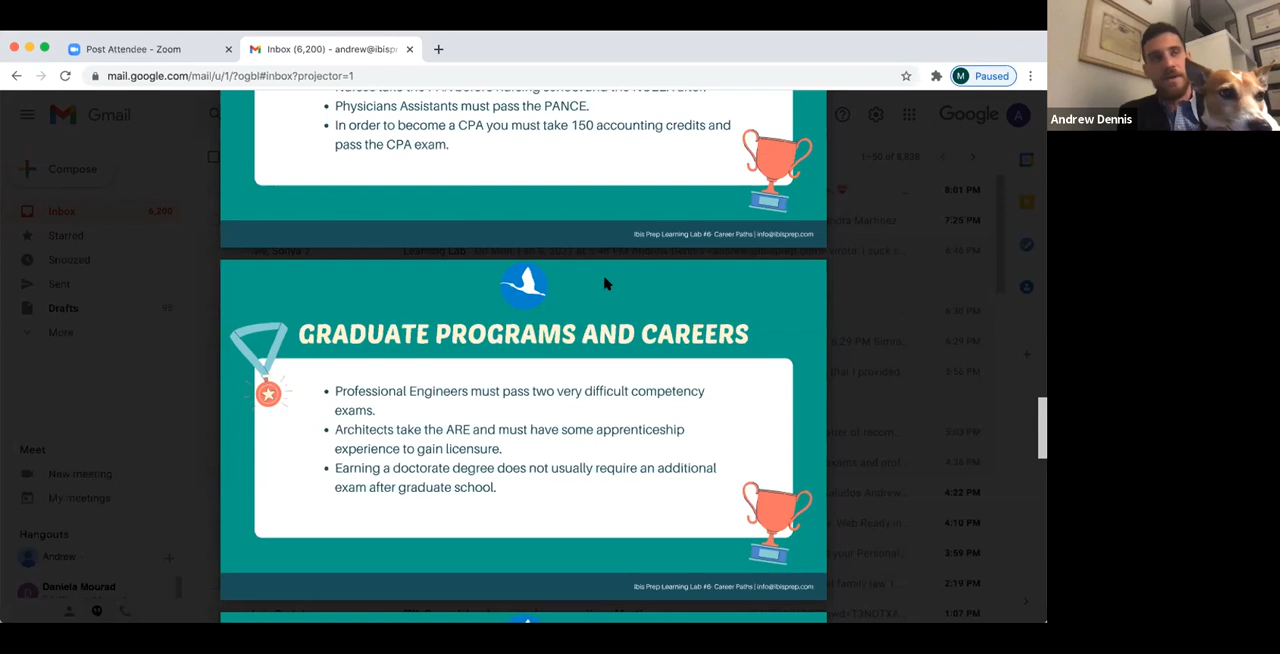 Post Attendee - Zoom
Inbox (6,200) - andrew@ibispr
mail.google.com/mail/u/1/?ogbl#inbox?projector=1
M Paused
Andrew Dennis
Gmail
Google
A
Compose
1–50 of 8,838
Inbox 6,200
Starred
Snoozed
Sent
Drafts
More
Meet
New meeting
My meetings
Hangouts
Andrew
Daniela Mourad
• Physicians Assistants must pass the PANCE.
• In order to become a CPA you must take 150 accounting credits and
pass the CPA exam.
Ibis Prep Learning Lab #6- Career Paths | info@ibisprep.com
GRADUATE PROGRAMS AND CAREERS
• Professional Engineers must pass two very difficult competency
exams.
• Architects take the ARE and must have some apprenticeship
experience to gain licensure.
• Earning a doctorate degree does not usually require an additional
exam after graduate school.
Ibis Prep Learning Lab #6- Career Paths | info@ibisprep.com
7:25 PM
4:22 PM
4:10 PM
3:59 PM
2:19 PM
1:07 PM